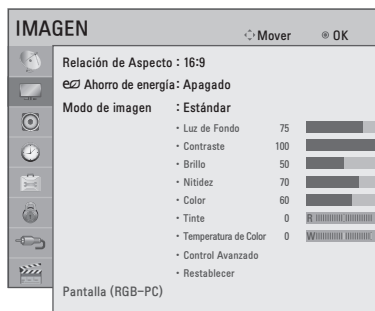 IMAGEN Mover OK
Relación de Aspecto : 16:9
Ahorro de energía : Apagado
Modo de imagen : Estándar
• Luz de Fondo 75
• Contraste 100
• Brillo 50
• Nitidez 70
• Color 60
• Tinte 0 R
• Temperatura de Color 0 W
• Control Avanzado
• Restablecer
Pantalla (RGB-PC)